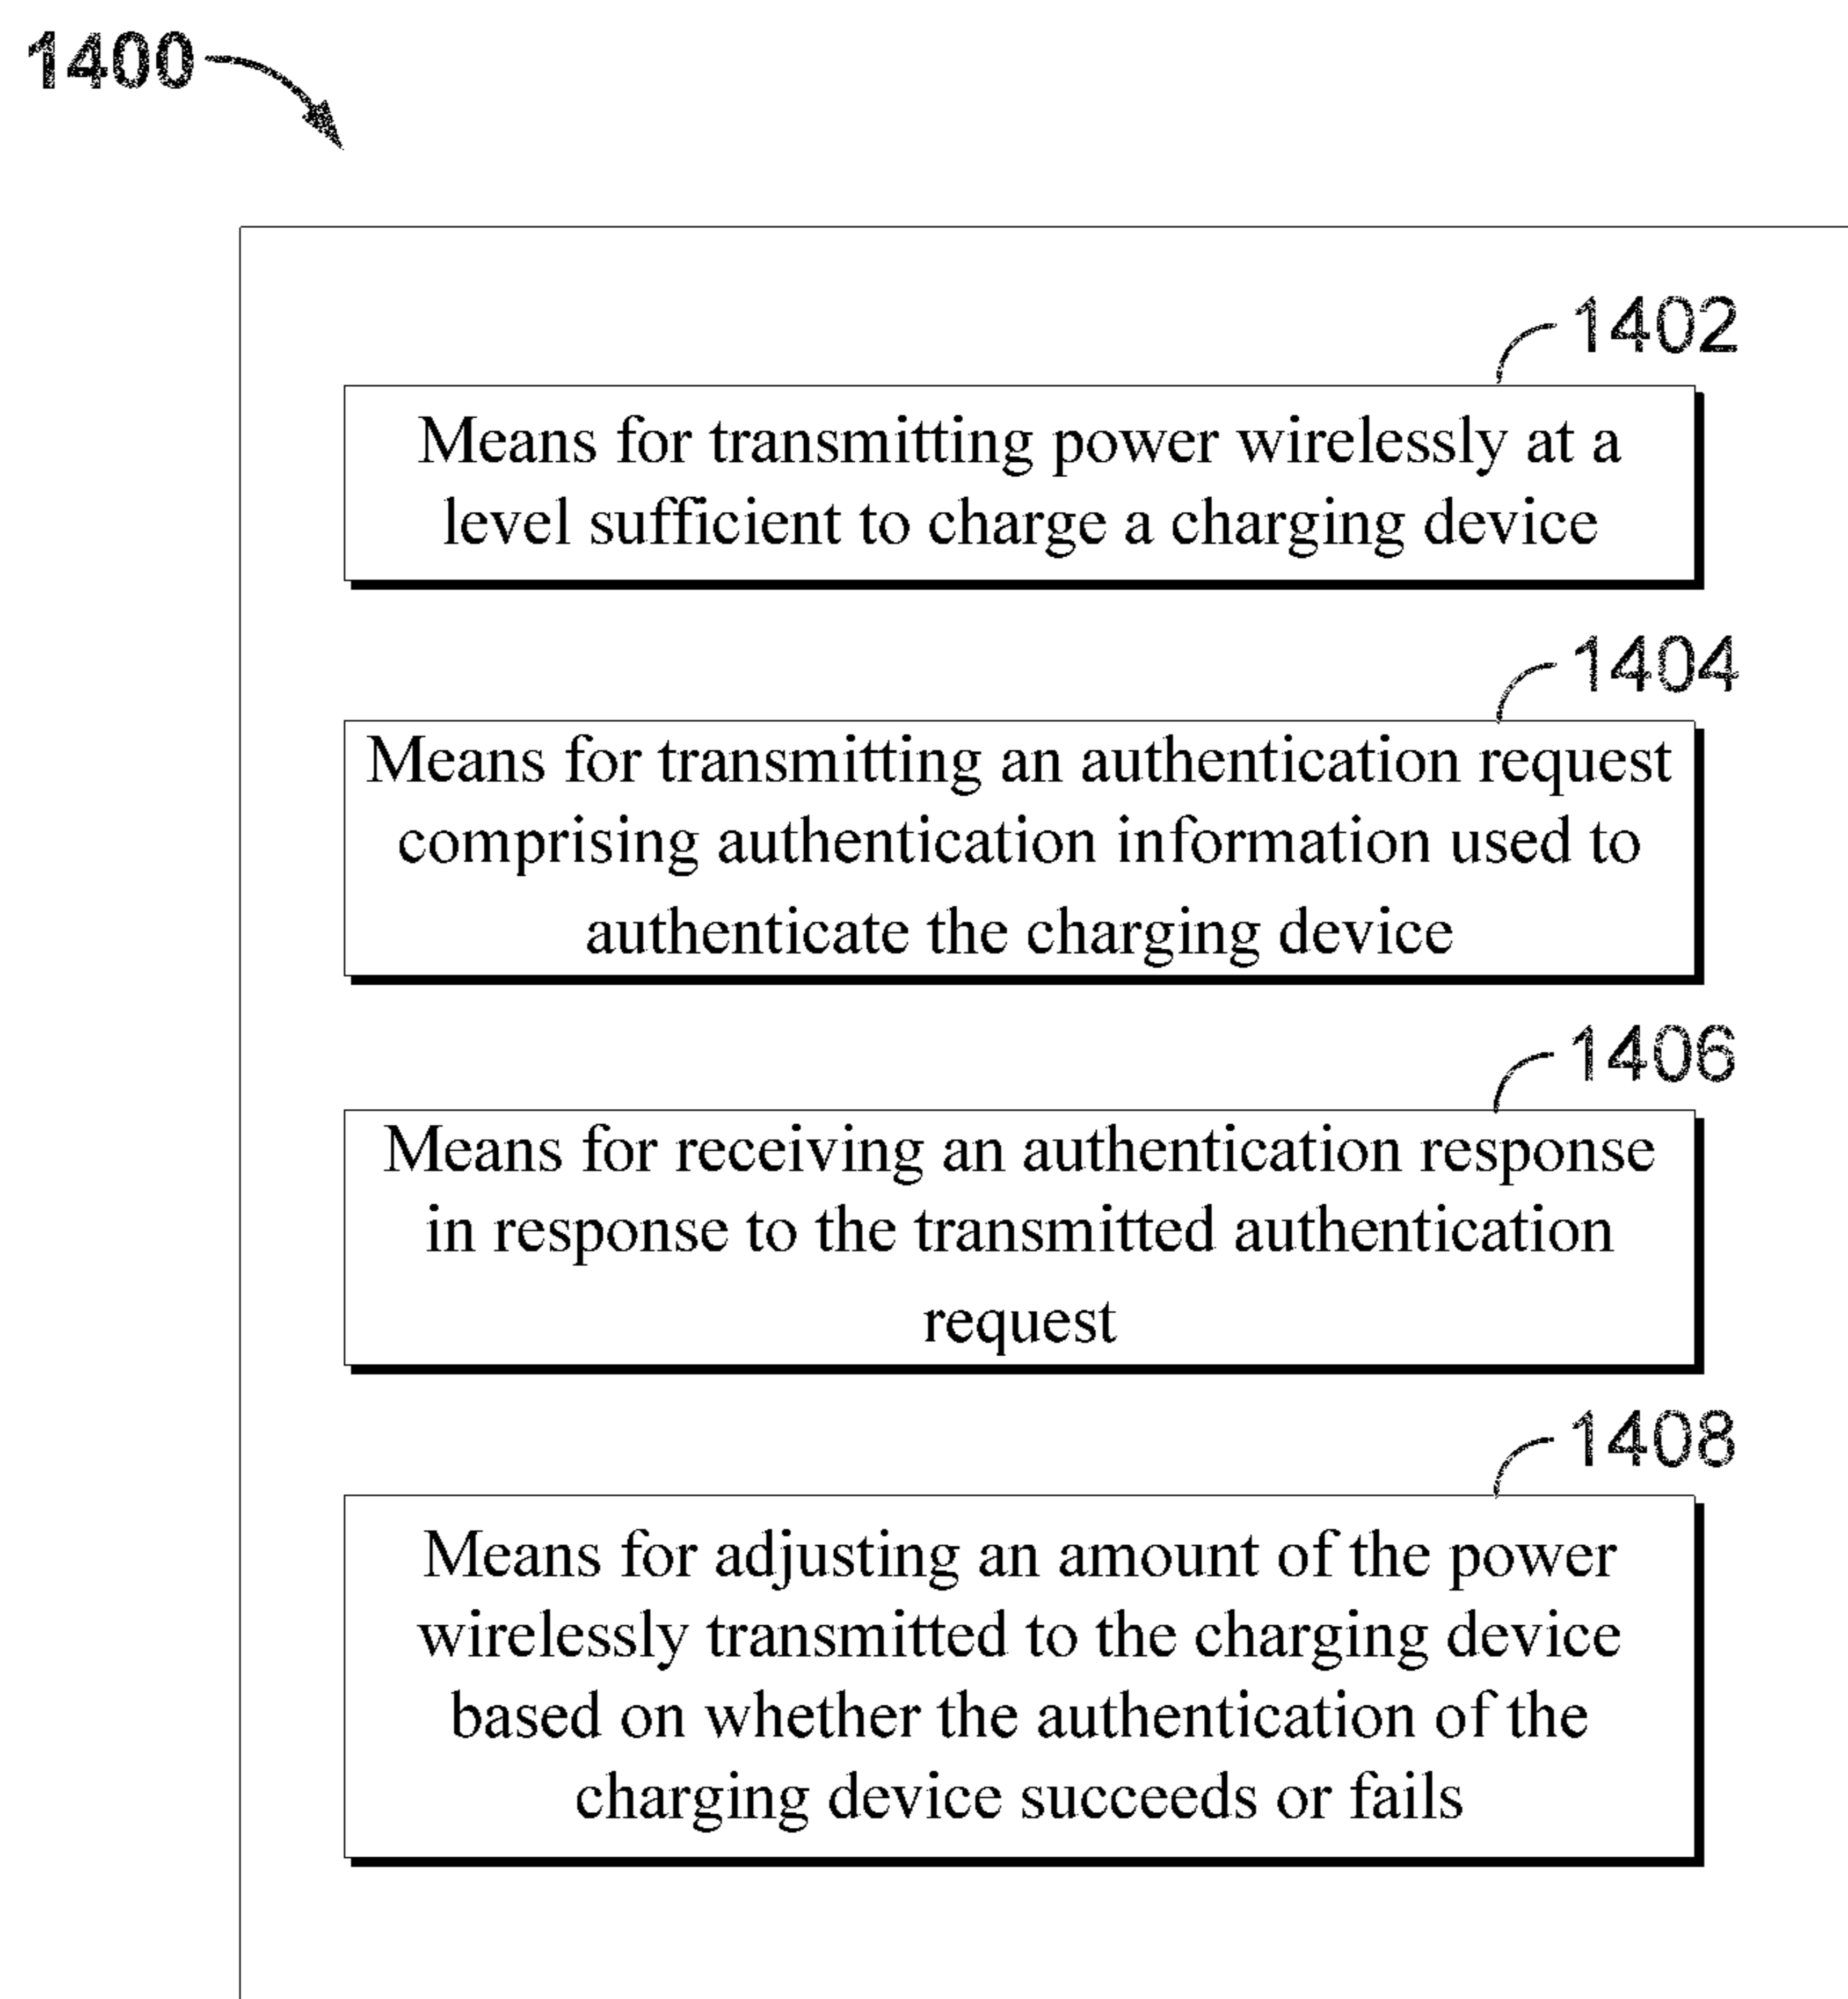 1400
1402
Means for transmitting power wirelessly at a
level sufficient to charge a charging device
1404
Means for transmitting an authentication request
comprising authentication information used to
authenticate the charging device
1406
Means for receiving an authentication response
in response to the transmitted authentication
request
1408
Means for adjusting an amount of the power
wirelessly transmitted to the charging device
based on whether the authentication of the
charging device succeeds or fails